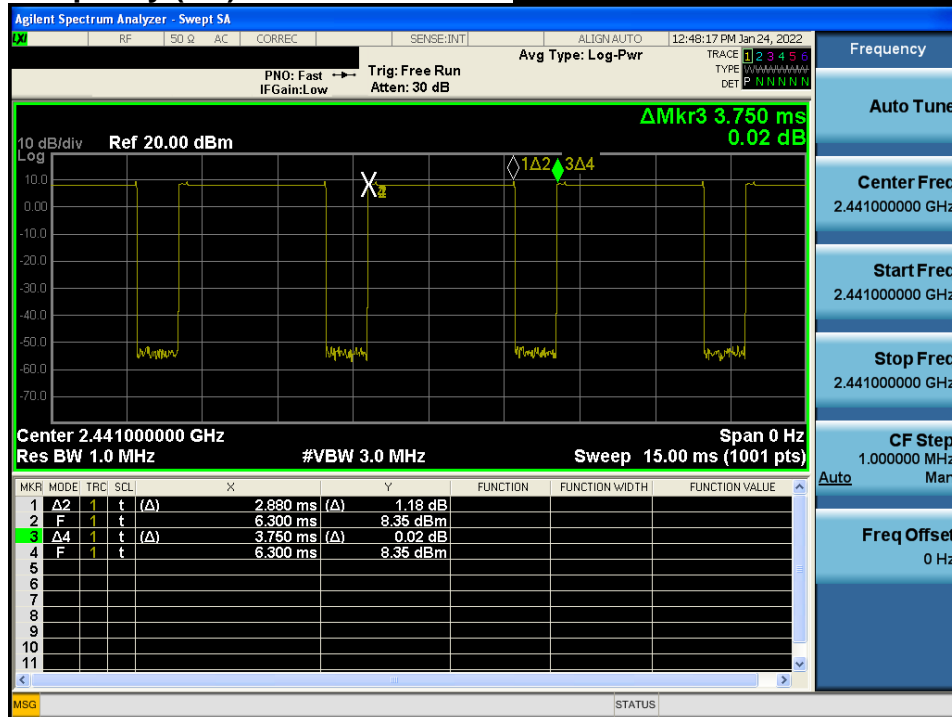 Agilent Spectrum Analyzer - Swept SA
LXI RF 50 Ω AC CORREC SENSE:INT ALIGN AUTO 12:48:17 PM Jan 24, 2022
Frequency
Avg Type: Log-Pwr
TRACE 1 2 3 4 5 6
TYPE
DET P N N N N N
PNO: Fast Trig: Free Run
IFGain:Low Atten: 30 dB
Auto Tune
ΔMkr3 3.750 ms
0.02 dB
10 dB/div Ref 20.00 dBm
Log
1Δ2 3Δ4
10.0
0.00
-10.0
-20.0
-30.0
-40.0
-50.0
-60.0
-70.0
Center Freq
2.441000000 GHz
Start Freq
2.441000000 GHz
Stop Freq
2.441000000 GHz
CF Step
1.000000 MHz
Auto Man
Freq Offset
0 Hz
Center 2.441000000 GHz Span 0 Hz
Res BW 1.0 MHz #VBW 3.0 MHz Sweep 15.00 ms (1001 pts)
MKR MODE TRC SCL X Y FUNCTION FUNCTION WIDTH FUNCTION VALUE
1 Δ2 1 t (Δ) 2.880 ms (Δ) 1.18 dB
2 F 1 t 6.300 ms 8.35 dBm
3 Δ4 1 t (Δ) 3.750 ms (Δ) 0.02 dB
4 F 1 t 6.300 ms 8.35 dBm
5
6
7
8
9
10
11
MSG STATUS